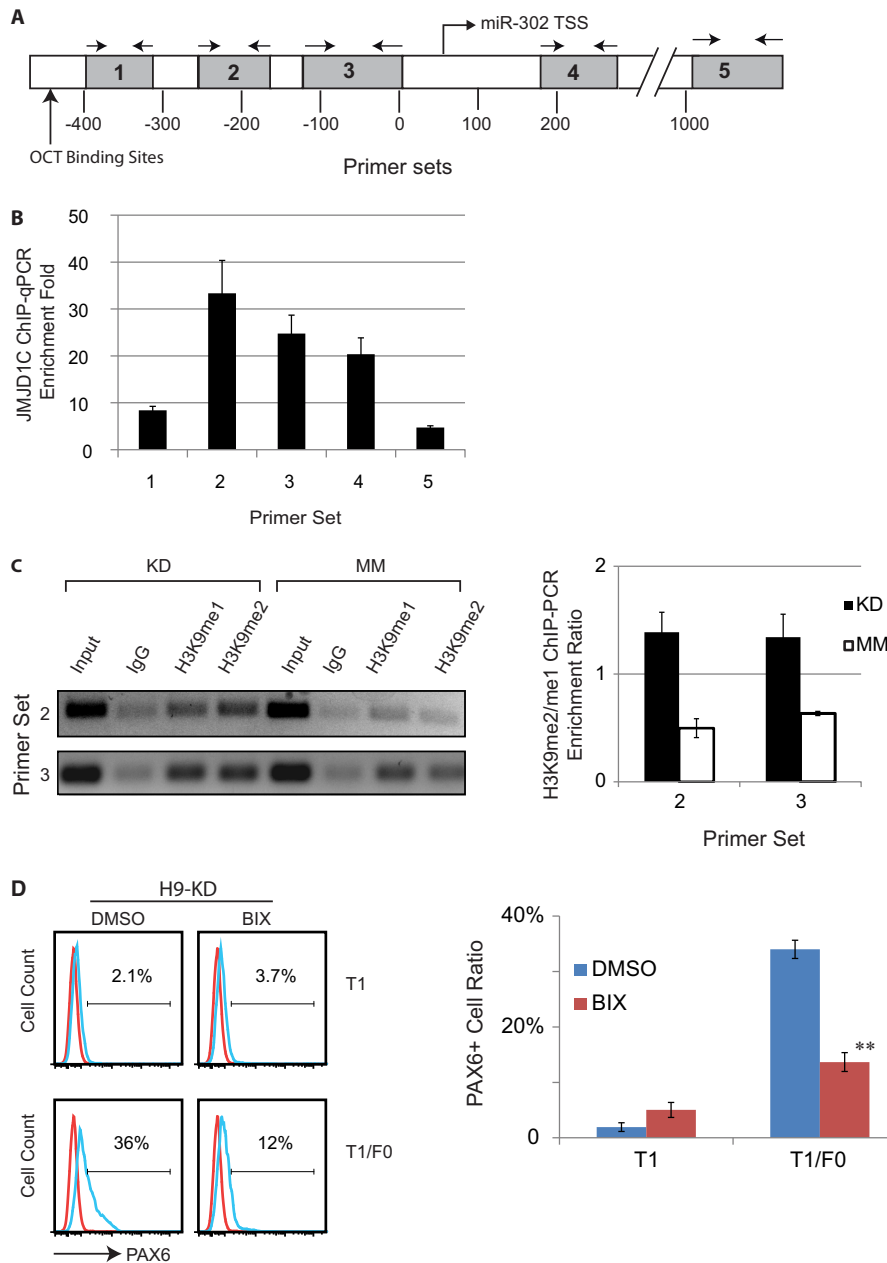 A
miR-302 TSS
1 2 3 4 5
-400 -300 -200 -100 0 100 200 1000
OCT Binding Sites
Primer sets
B
JMJD1C ChIP-qPCR
Enrichment Fold
50
40
30
20
10
0
1 2 3 4 5
Primer Set
C
KD MM
Input IgG H3K9me1 H3K9me2 Input IgG H3K9me1 H3K9me2
Primer Set
2
3
H3K9me2/me1 ChIP-PCR
Enrichment Ratio
2
1
0
KD
MM
2 3
Primer Set
D
H9-KD
DMSO BIX
Cell Count
2.1% 3.7%
T1
Cell Count
36% 12%
T1/F0
PAX6
PAX6+ Cell Ratio
40%
20%
0
DMSO
BIX
**
T1 T1/F0